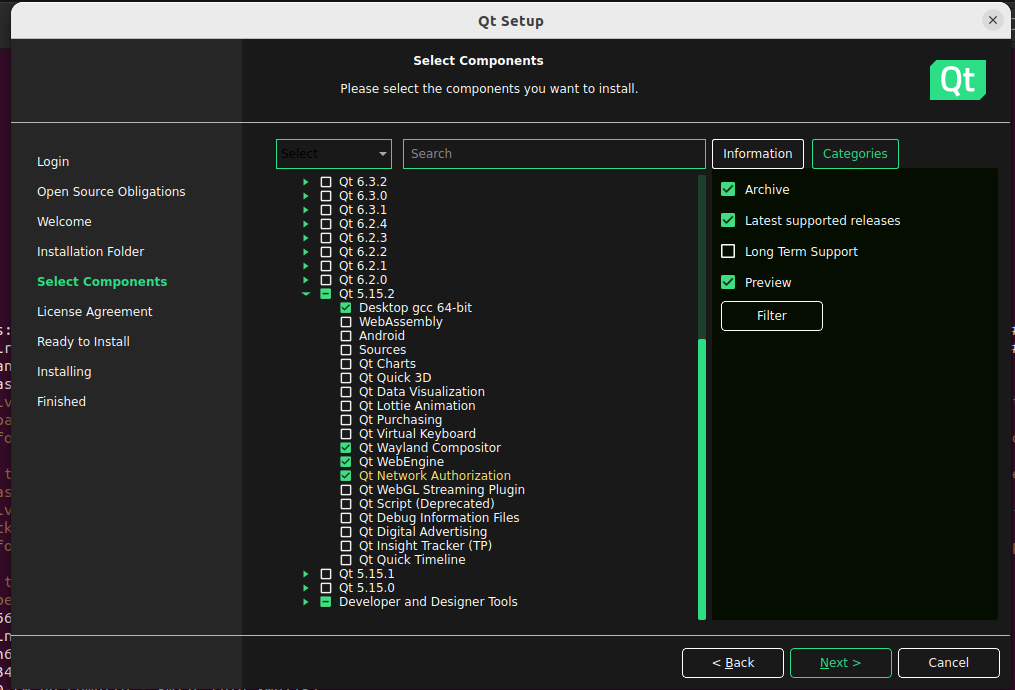 Qt Setup
Select Components
Please select the components you want to install.
Qt
Login
Open Source Obligations
Welcome
Installation Folder
Select Components
License Agreement
Ready to Install
Installing
Finished
Select
Search
Information
Categories
Qt 6.3.2
Qt 6.3.0
Qt 6.3.1
Qt 6.2.4
Qt 6.2.3
Qt 6.2.2
Qt 6.2.1
Qt 6.2.0
Qt 5.15.2
Desktop gcc 64-bit
WebAssembly
Android
Sources
Qt Charts
Qt Quick 3D
Qt Data Visualization
Qt Lottie Animation
Qt Purchasing
Qt Virtual Keyboard
Qt Wayland Compositor
Qt WebEngine
Qt Network Authorization
Qt WebGL Streaming Plugin
Qt Script (Deprecated)
Qt Debug Information Files
Qt Digital Advertising
Qt Insight Tracker (TP)
Qt Quick Timeline
Qt 5.15.1
Qt 5.15.0
Developer and Designer Tools
Archive
Latest supported releases
Long Term Support
Preview
Filter
< Back
Next >
Cancel